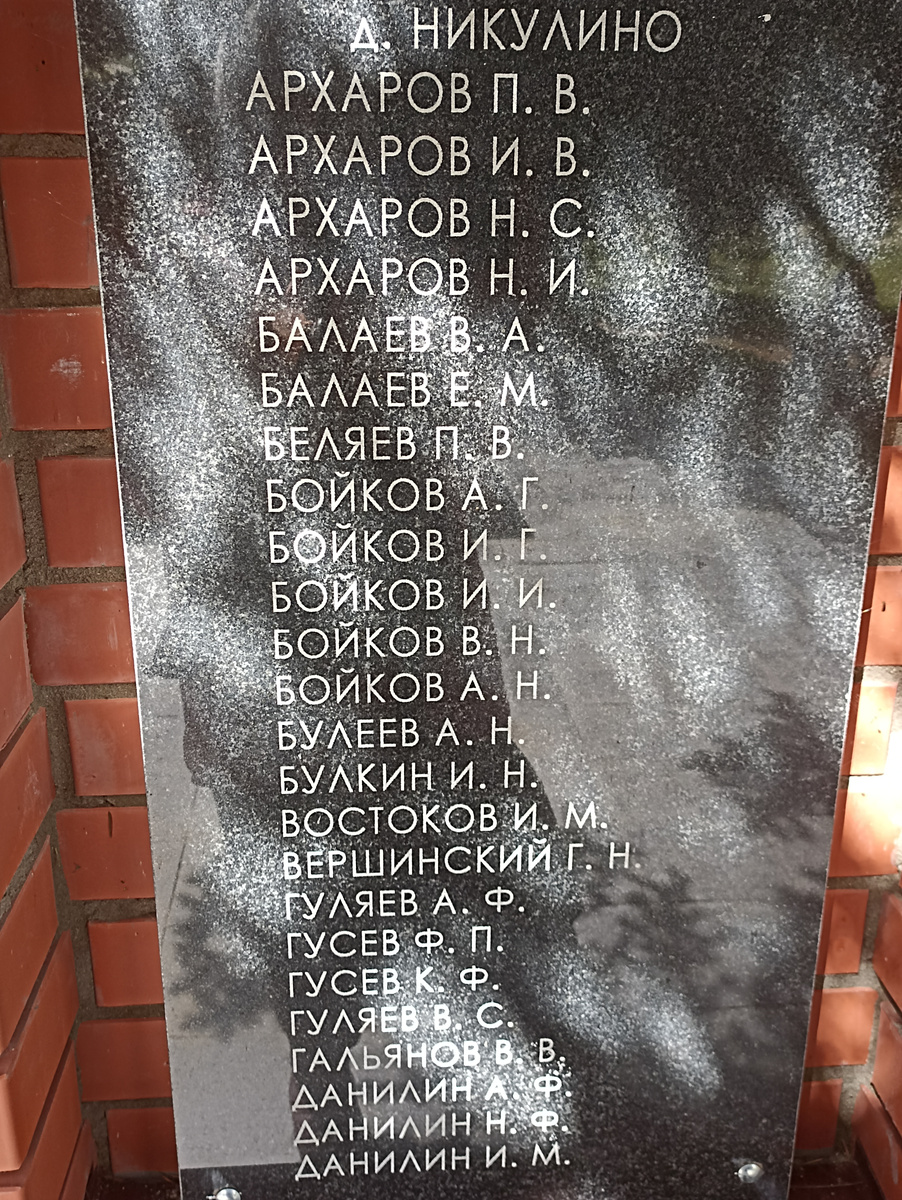 д. НИКУЛИНО
АРХАРОВ П. В.
АРХАРОВ И. В.
АРХАРОВ Н. С.
АРХАРОВ Н. И.
БАЛАЕВ В. А.
БАЛАЕВ Е. М.
БЕЛЯЕВ П. В.
БОЙКОВ А. Г.
БОЙКОВ И. Г.
БОЙКОВ И. И.
БОЙКОВ В. Н.
БОЙКОВ А. Н.
БУЛЕЕВ А. Н.
БУЛКИН И. Н.
ВОСТОКОВ И. М.
ВЕРШИНСКИЙ Г. Н.
ГУЛЯЕВ А. Ф.
ГУСЕВ Ф. П.
ГУСЕВ К. Ф.
ГУЛЯЕВ В. С.
ГАЛЬЯНОВ В. В.
ДАНИЛИН А. Ф.
ДАНИЛИН Н. Ф.
ДАНИЛИН И. М.